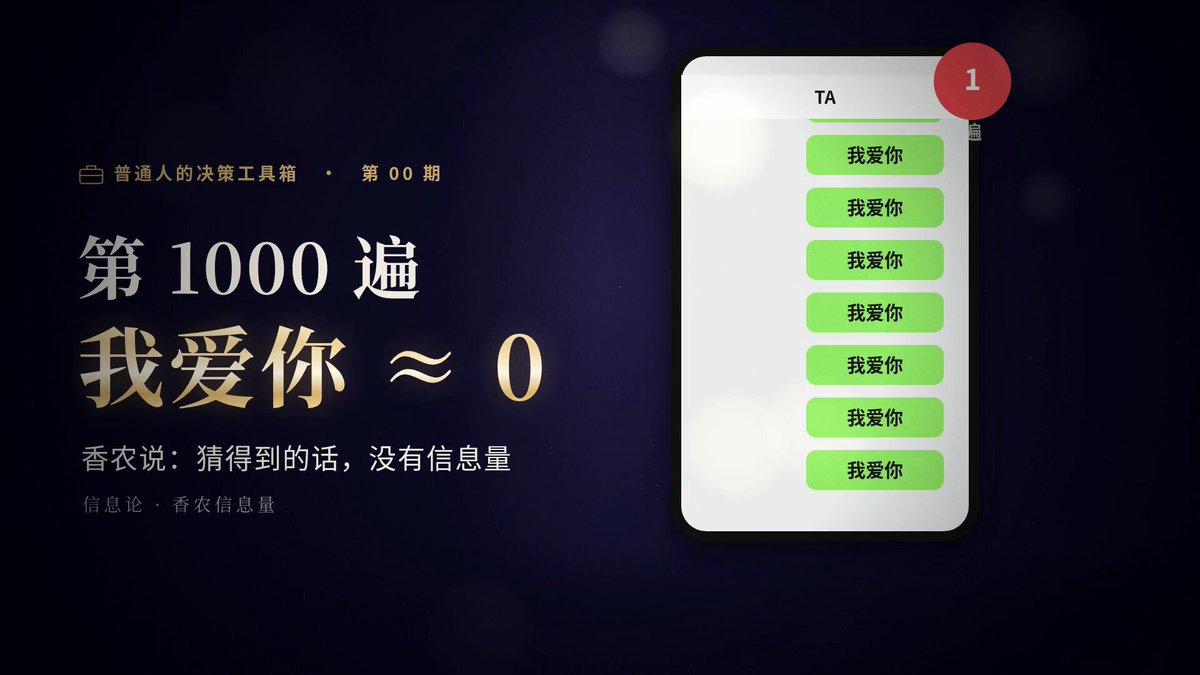 普通人的决策工具箱 · 第 00 期
第 1000 遍
我爱你 ≈ 0
香农说：猜得到的话，没有信息量
信息论 · 香农信息量
TA
1
遍
我爱你
我爱你
我爱你
我爱你
我爱你
我爱你
我爱你